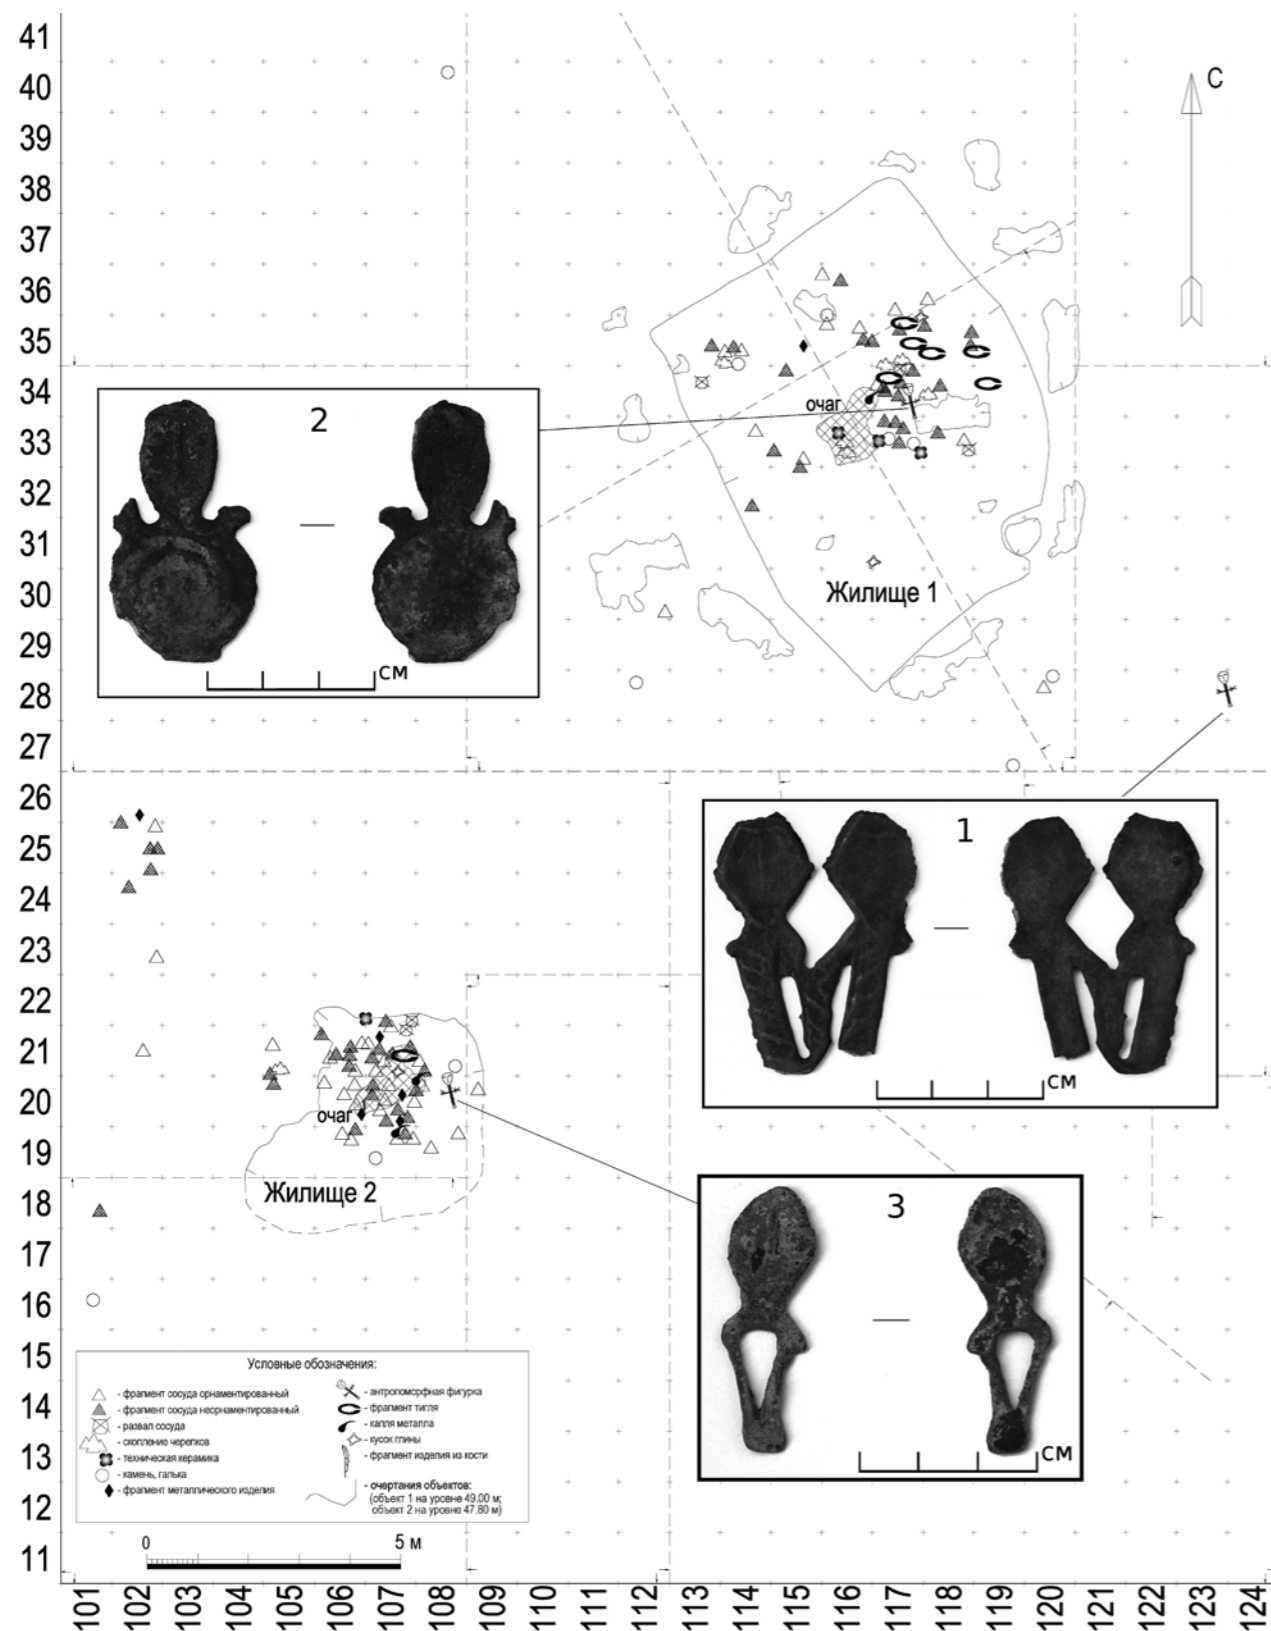 41
40
39
38
37
36
35
34
33
32
31
30
29
28
27
26
25
24
23
22
21
20
19
18
17
16
15
14
13
12
11
С
2
СМ
очаг
Жилище 1
1
СМ
очаг
Жилище 2
3
СМ
Условные обозначения:
- фрагмент сосуда орнаментированный
- фрагмент сосуда неорнаментированный
- развал сосуда
- скопление черепков
- техническая керамика
- камень, галька
- фрагмент металлического изделия
- антропоморфная фигурка
- фрагмент тигля
- капля металла
- кусок глины
- фрагмент изделия из кости
- очертания объектов:
(объект 1 на уровне 49.00 м;
объект 2 на уровне 47.80 м)
0 5 м
101 102 103 104 105 106 107 108 109 110 111 112 113 114 115 116 117 118 119 120 121 122 123 124